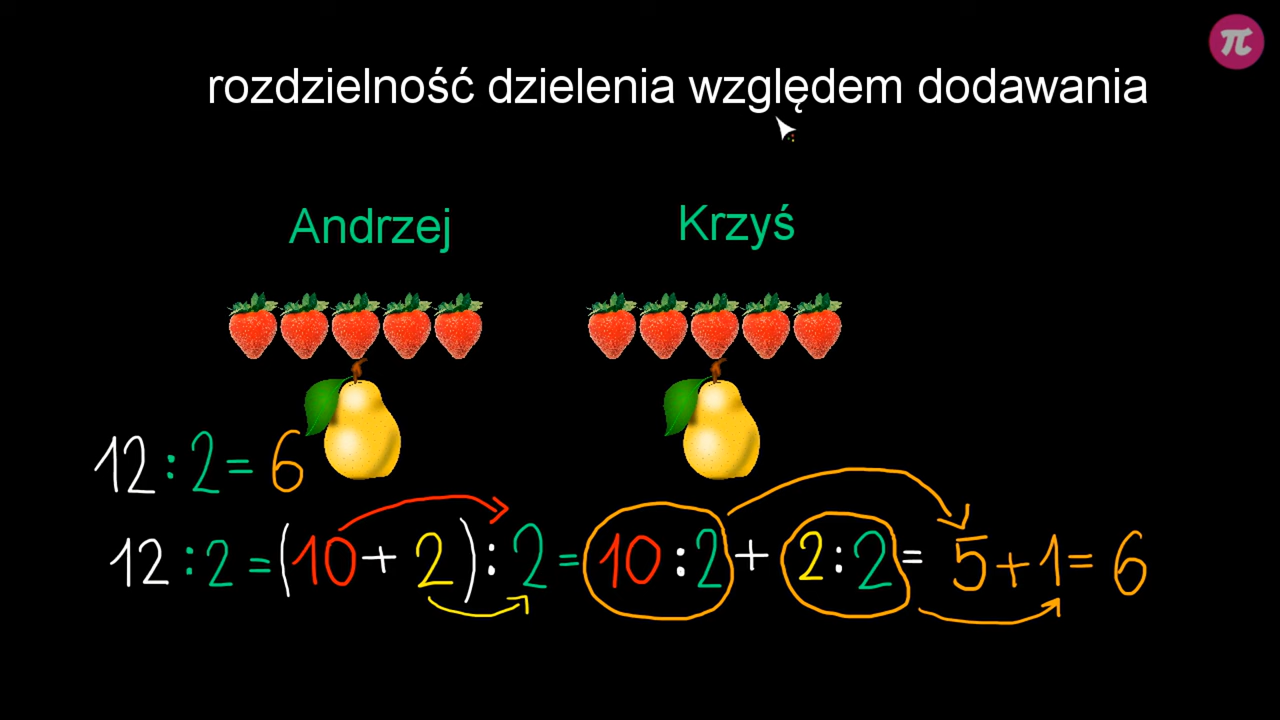 π
rozdzielność dzielenia względem dodawania
Andrzej Krzyś
12:2=6
12:2=(10+2):2=10:2+2:2=5+1=6